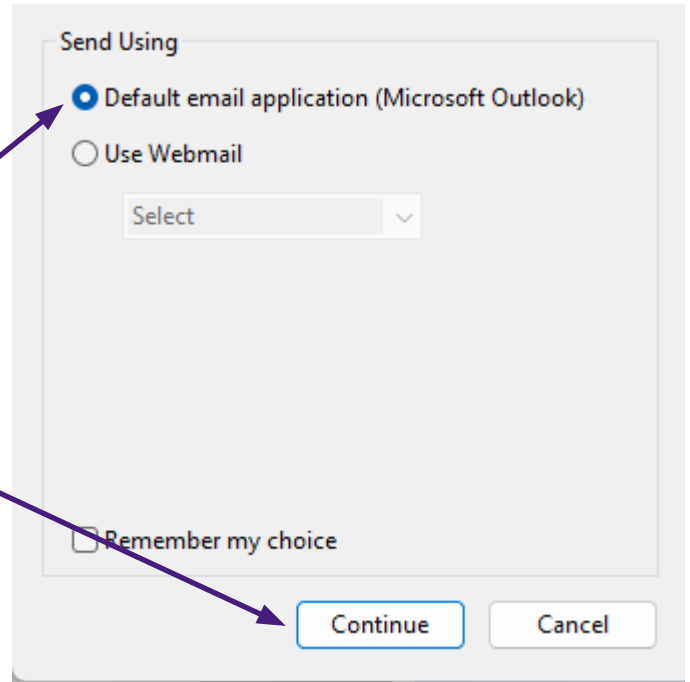 Send Using
Default email application (Microsoft Outlook)
Use Webmail
Select
Remember my choice
Continue Cancel